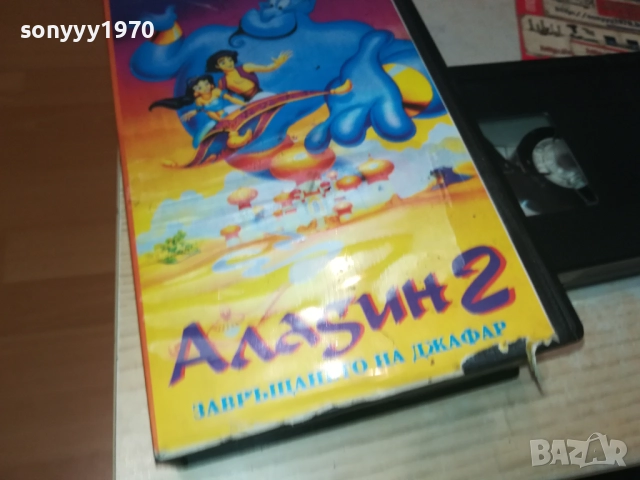 sonyyy1970
Аладин 2
ЗАВРЪЩАНЕТО НА ДЖАФАР
BAZAR